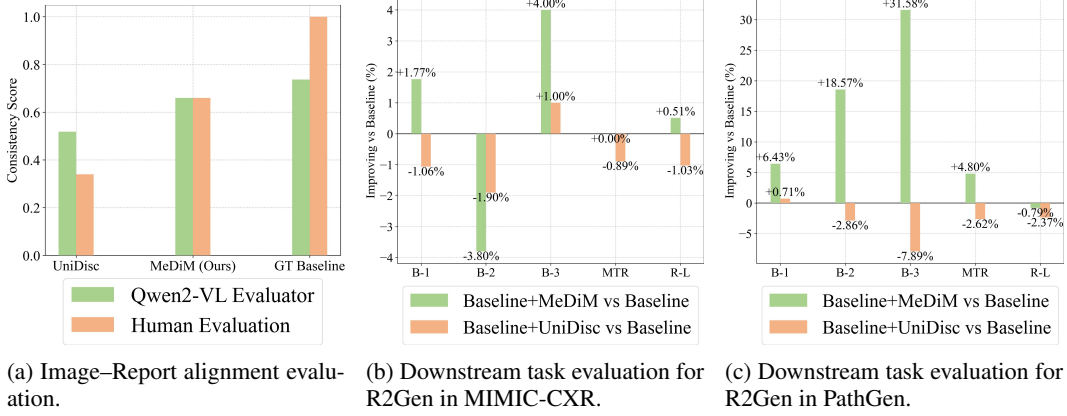 1.0
0.8
0.6
0.4
0.2
0.0
Consistency Score
UniDisc MeDiM (Ours) GT Baseline
Qwen2-VL Evaluator
Human Evaluation
(a) Image–Report alignment evalu-
ation.
4
3
2
1
0
−1
−2
−3
−4
Improving vs Baseline (%)
+1.77%
-1.06%
-3.80%
-1.90%
+4.00%
+1.00%
+0.00%
-0.89%
+0.51%
-1.03%
B-1 B-2 B-3 MTR R-L
Baseline+MeDiM vs Baseline
Baseline+UniDisc vs Baseline
(b) Downstream task evaluation for
R2Gen in MIMIC-CXR.
30
25
20
15
10
5
0
−5
Improving vs Baseline (%)
+6.43%
+0.71%
+18.57%
-2.86%
+31.58%
-7.89%
+4.80%
-2.62%
-0.79%
-2.37%
B-1 B-2 B-3 MTR R-L
Baseline+MeDiM vs Baseline
Baseline+UniDisc vs Baseline
(c) Downstream task evaluation for
R2Gen in PathGen.